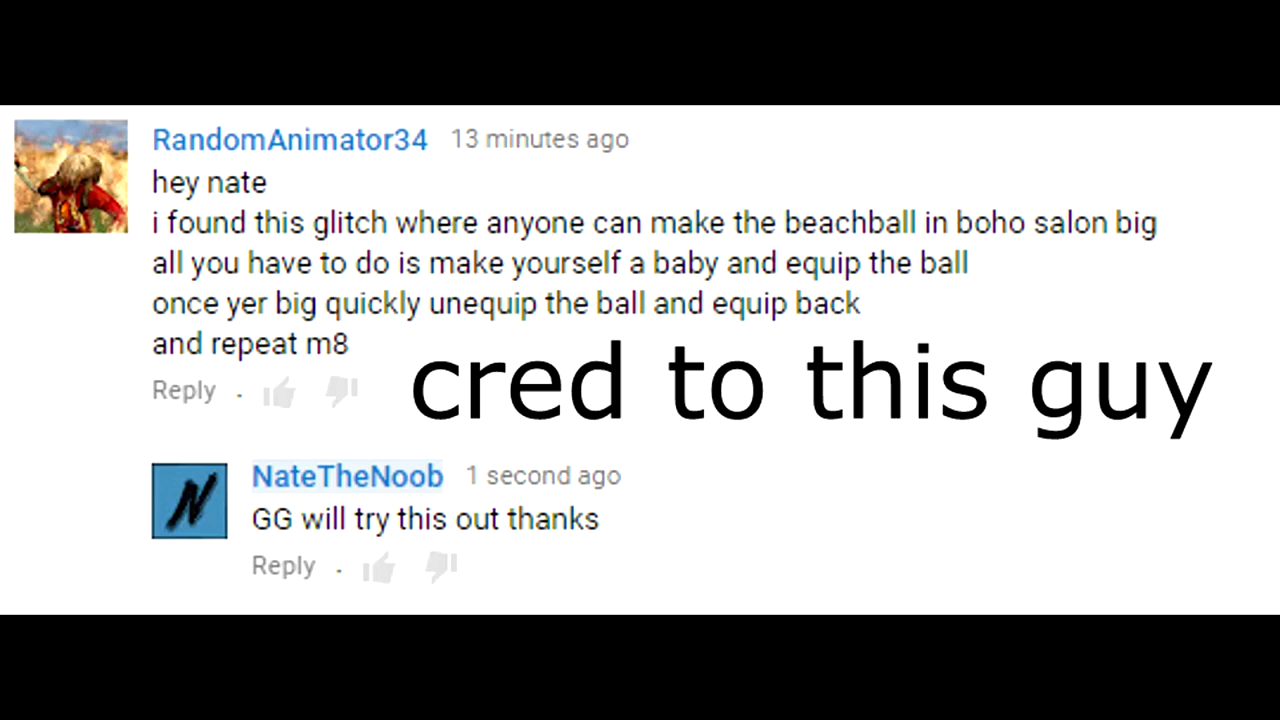 RandomAnimator34 13 minutes ago
hey nate
i found this glitch where anyone can make the beachball in boho salon big
all you have to do is make yourself a baby and equip the ball
once yer big quickly unequip the ball and equip back
and repeat m8
Reply .
cred to this guy
N
NateTheNoob 1 second ago
GG will try this out thanks
Reply .